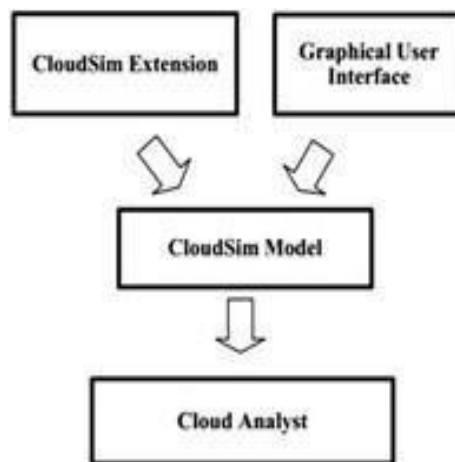 CloudSim Extension
Graphical User
Interface
CloudSim Model
Cloud Analyst